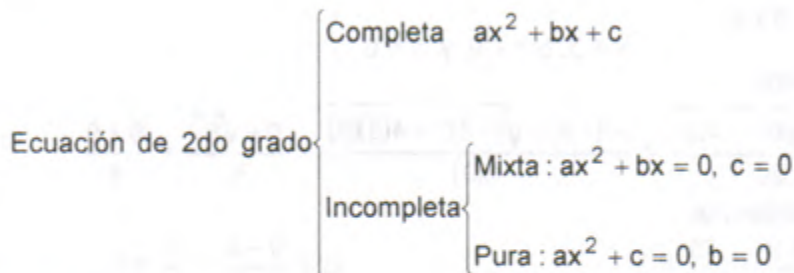 Completa ax² + bx + c
Ecuación de 2do grado
Mixta : ax² + bx = 0, c = 0
Incompleta
Pura : ax² + c = 0, b = 0